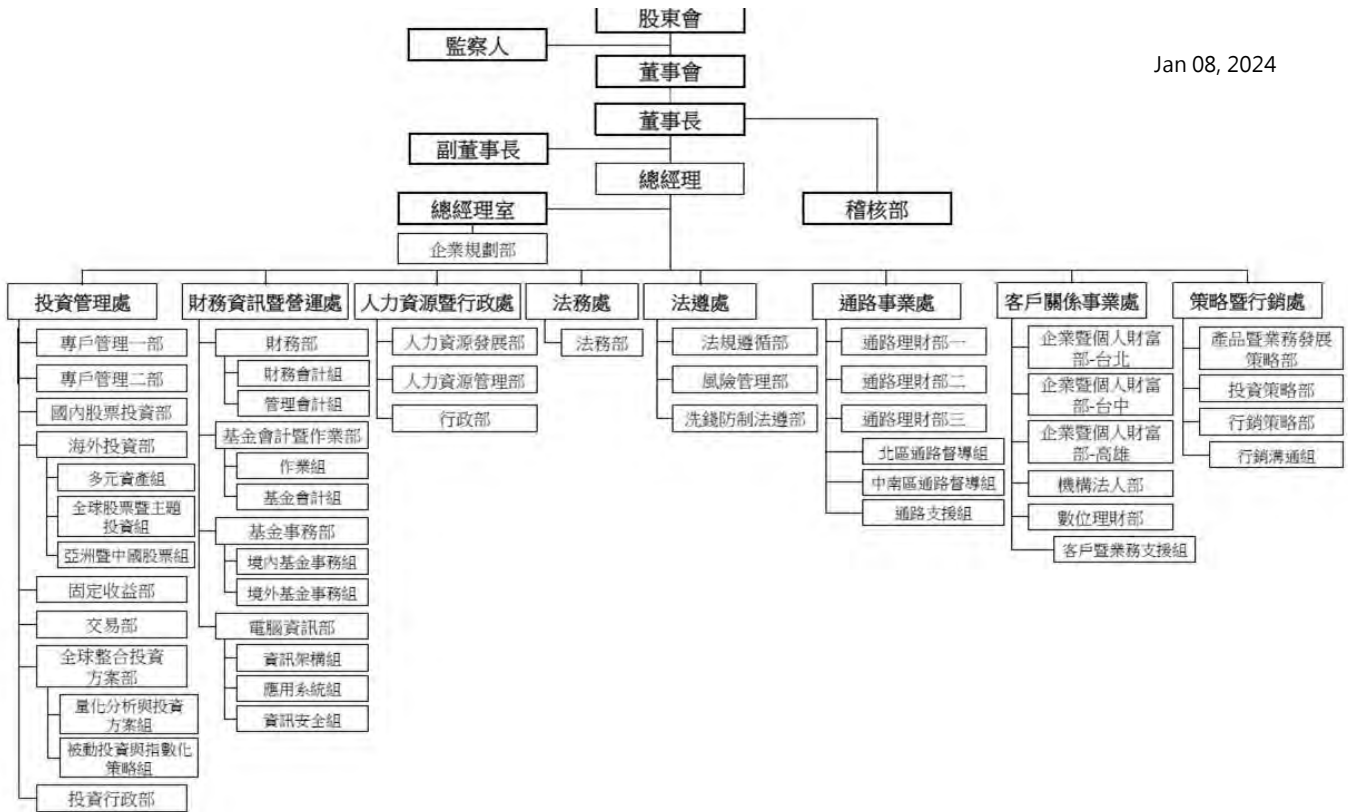 股東會
監察人
董事會
Jan 08, 2024
董事長
副董事長
總經理
總經理室
稽核部
企業規劃部
投資管理處
專戶管理一部
專戶管理二部
國內股票投資部
海外投資部
多元資產組
全球股票暨主題
投資組
亞洲暨中國股票組
固定收益部
交易部
全球整合投資
方案部
量化分析與投資
方案組
被動投資與指數化
策略組
投資行政部
財務資訊暨營運處
財務部
財務會計組
管理會計組
基金會計暨作業部
作業組
基金會計組
基金事務部
境內基金事務組
境外基金事務組
電腦資訊部
資訊架構組
應用系統組
資訊安全組
人力資源暨行政處
人力資源發展部
人力資源管理部
行政部
法務處
法務部
法遵處
法規遵循部
風險管理部
洗錢防制法遵部
通路事業處
通路理財部一
通路理財部二
通路理財部三
北區通路督導組
中南區通路督導組
通路支援組
客戶關係事業處
企業暨個人財富
部-台北
企業暨個人財富
部-台中
企業暨個人財富
部-高雄
機構法人部
數位理財部
客戶暨業務支援組
策略暨行銷處
產品暨業務發展
策略部
投資策略部
行銷策略部
行銷溝通組